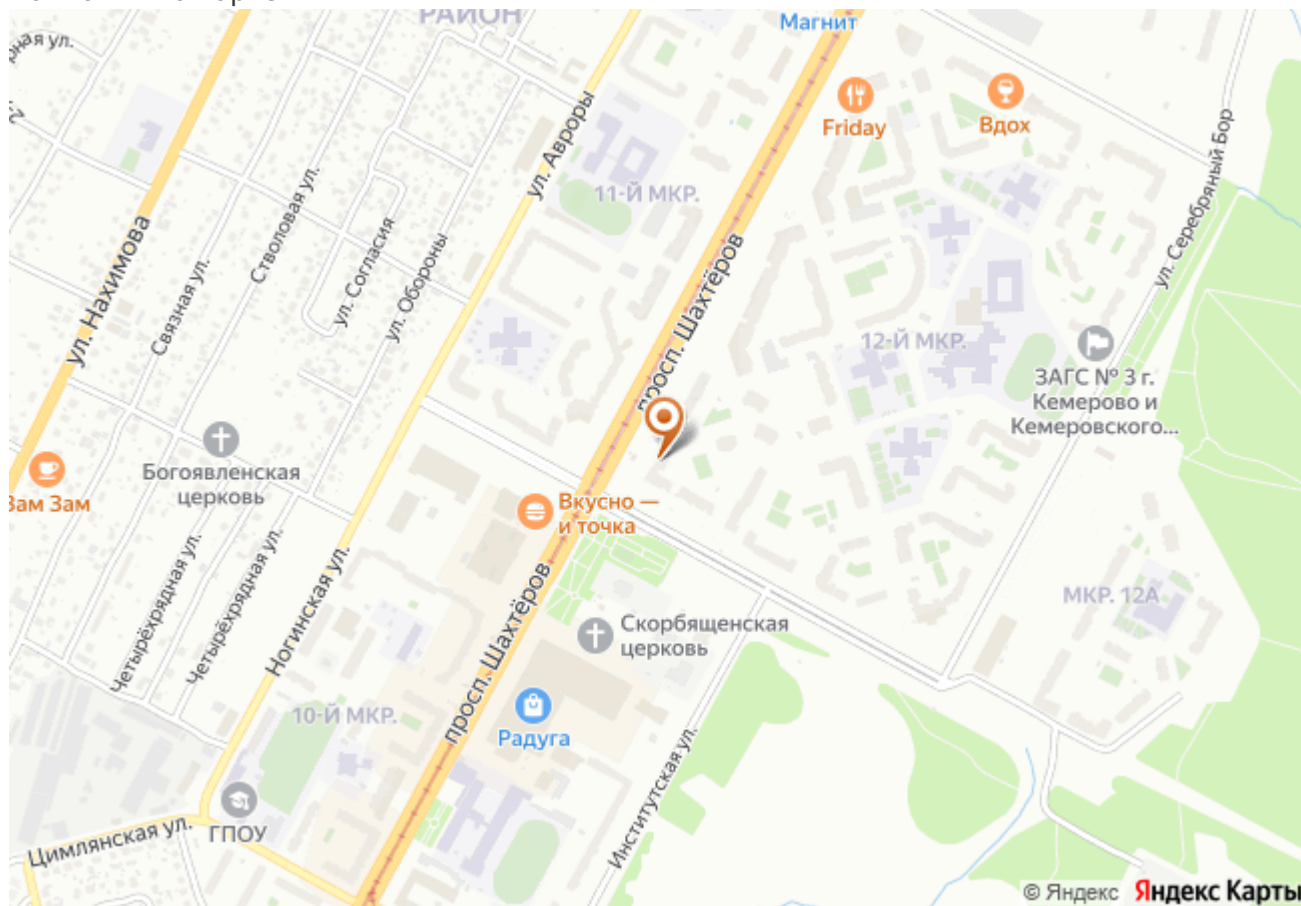 РАЙОН
Магнит
ул. Авроры
Friday
Вдох
11-Й МКР.
Стволовая ул.
ул. Согласия
ул. Обороны
Связная ул.
ул. Нахимова
просп. Шахтёров
ул. Серебряный Бор
12-Й МКР.
ЗАГС № 3 г.
Кемерово и
Кемеровского...
Богоявленская
церковь
Зам Зам
Вкусно —
и точка
Четырёхрядная ул.
Четырёхрядная ул.
Ногинская ул.
просп. Шахтёров
Скорбященская
церковь
МКР. 12А
10-Й МКР.
Радуга
Институтская ул.
ГПОУ
Цимлянская ул.
© Яндекс Яндекс Карты